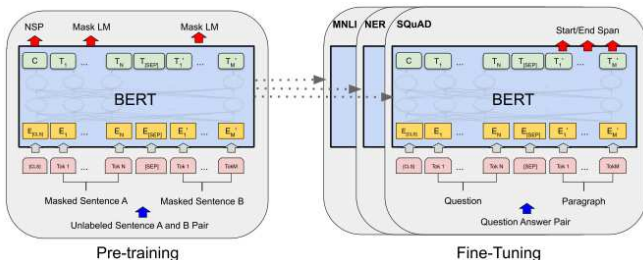 NSP Mask LM Mask LM
C T1 ... TN T[SEP] T1' ... TM'
BERT
E[CLS] E1 ... EN E[SEP] E1' ... EM'
[CLS] Tok 1 ... Tok N [SEP] Tok 1 ... TokM
Masked Sentence A Masked Sentence B
Unlabeled Sentence A and B Pair
Pre-training
MNLI NER SQuAD
Start/End Span
C T1 ... TN T[SEP] T1' ... TM'
BERT
E[CLS] E1 ... EN E[SEP] E1' ... EM'
[CLS] Tok 1 ... Tok N [SEP] Tok 1 ... TokM
Question Paragraph
Question Answer Pair
Fine-Tuning